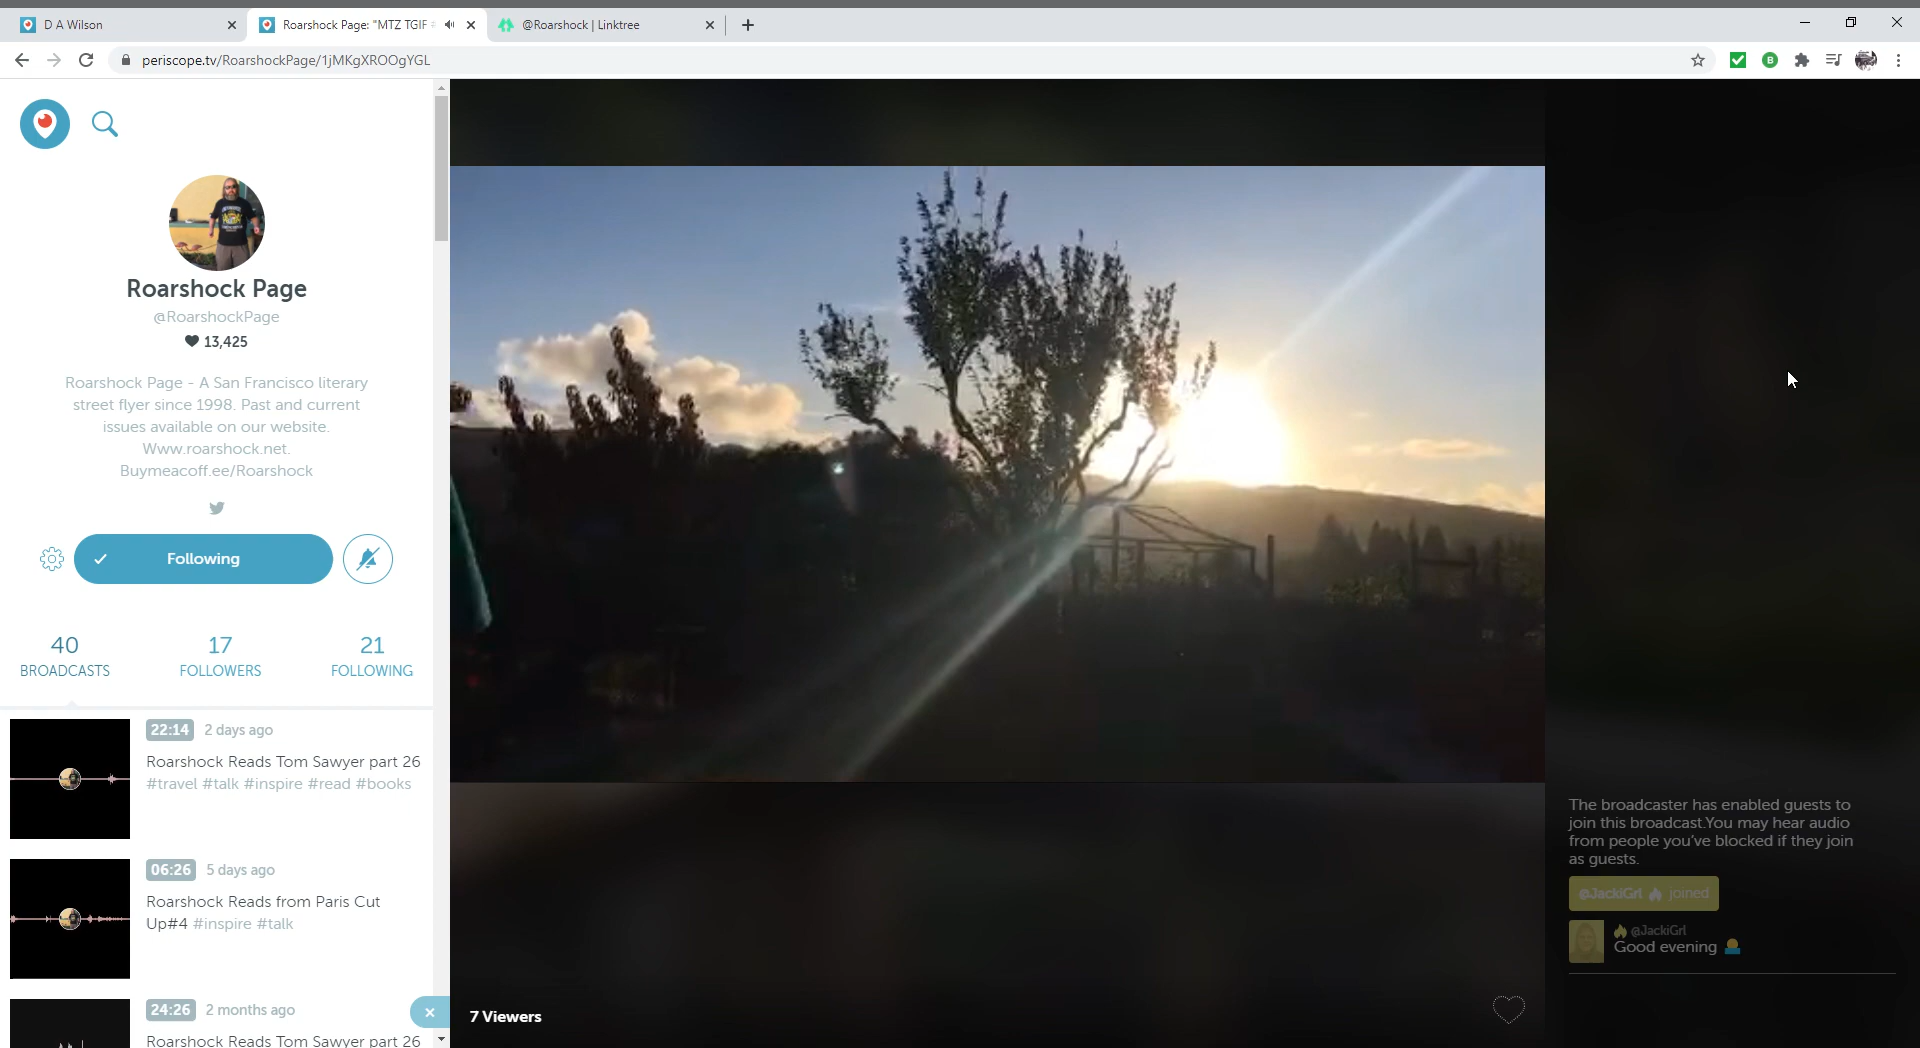 D A Wilson
Roarshock Page: "MTZ TGIF
@Roarshock | Linktree
periscope.tv/RoarshockPage/1jMKgXROOgYGL
B
Roarshock Page
@RoarshockPage
13,425
Roarshock Page - A San Francisco literary
street flyer since 1998. Past and current
issues available on our website.
Www.roarshock.net.
Buymeacoff.ee/Roarshock
Following
40
BROADCASTS
17
FOLLOWERS
21
FOLLOWING
22:14 2 days ago
Roarshock Reads Tom Sawyer part 26
#travel #talk #inspire #read #books
06:26 5 days ago
Roarshock Reads from Paris Cut
Up#4 #inspire #talk
24:26 2 months ago
Roarshock Reads Tom Sawyer part 26
7 Viewers
The broadcaster has enabled guests to
join this broadcast.You may hear audio
from people you've blocked if they join
as guests.
@JackiGrl joined
@JackiGrl
Good evening